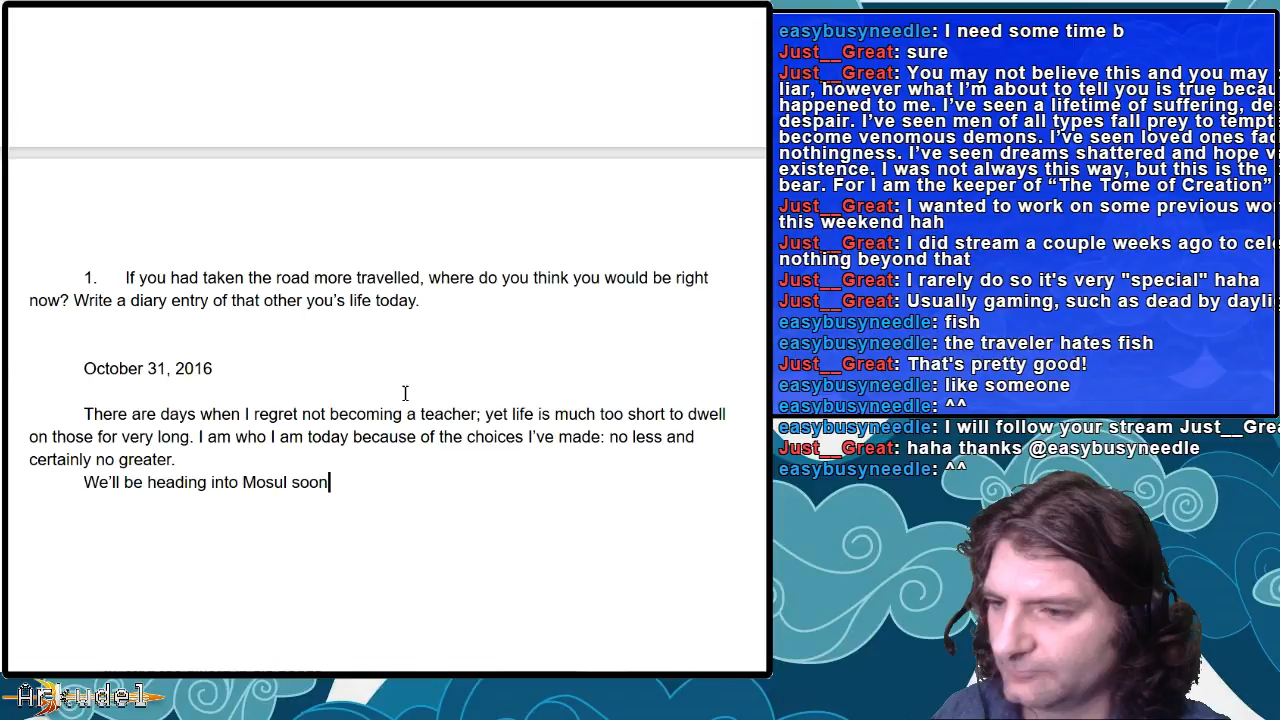 1. If you had taken the road more travelled, where do you think you would be right
now? Write a diary entry of that other you's life today.
October 31, 2016
There are days when I regret not becoming a teacher; yet life is much too short to dwell
on those for very long. I am who I am today because of the choices I've made: no less and
certainly no greater.
We'll be heading into Mosul soon
easybusyneedle: I need some time b
Just__Great: sure
Just__Great: You may not believe this and you may
liar, however what I'm about to tell you is true
happened to me. I've seen a lifetime of suffering,
despair. I've seen men of all types fall prey to
become venomous demons. I've seen loved ones
nothingness. I've seen dreams shattered and hope
existence. I was not always this way, but this is the
bear. For I am the keeper of “The Tome of Creation”
Just__Great: I wanted to work on some previous
this weekend hah
Just__Great: I did stream a couple weeks ago to
nothing beyond that
Just__Great: I rarely do so it's very "special" haha
Just__Great: Usually gaming, such as dead by
easybusyneedle: fish
easybusyneedle: the traveler hates fish
Just__Great: That's pretty good!
easybusyneedle: like someone
easybusyneedle: ^^
easybusyneedle: I will follow your stream
Just__Great: haha thanks @easybusyneedle
easybusyneedle: ^^
Arkudel